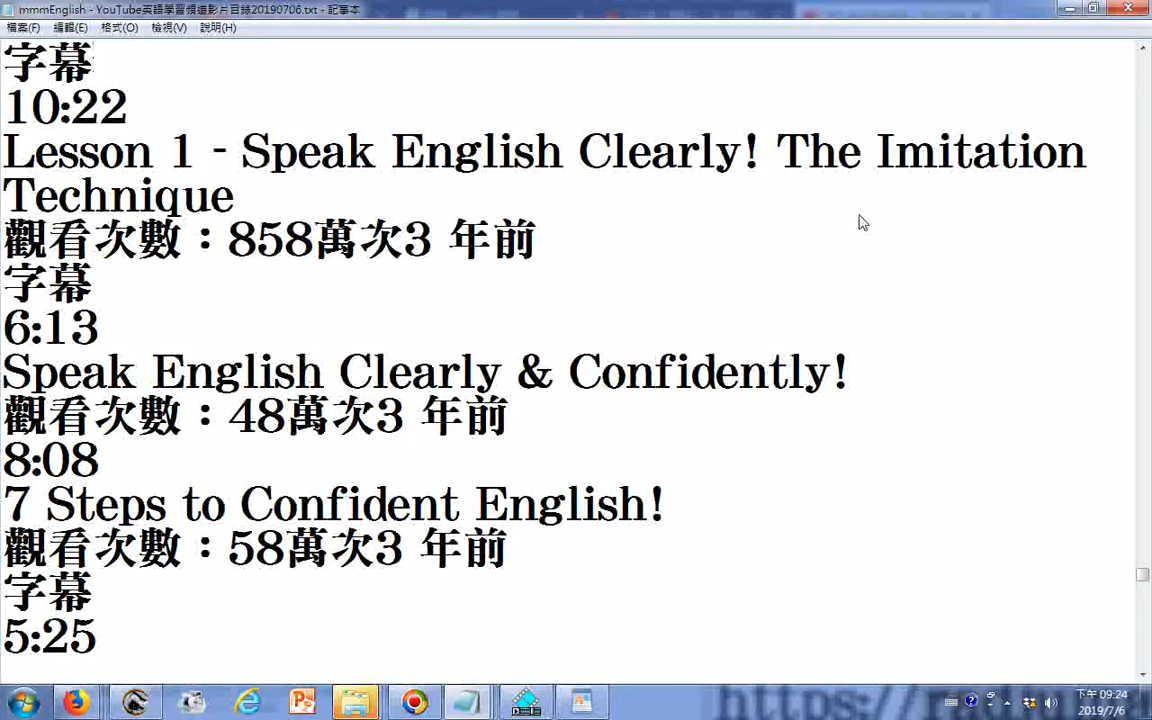 mmmEnglish - YouTube英語學習頻道影片目錄20190706.txt - 記事本
檔案(F) 編輯(E) 格式(O) 檢視(V) 說明(H)
字幕
10:22
Lesson 1 - Speak English Clearly! The Imitation
Technique
觀看次數：858萬次3 年前
字幕
6:13
Speak English Clearly & Confidently!
觀看次數：48萬次3 年前
8:08
7 Steps to Confident English!
觀看次數：58萬次3 年前
字幕
5:25
https://m
下午 09:24
2019/7/6